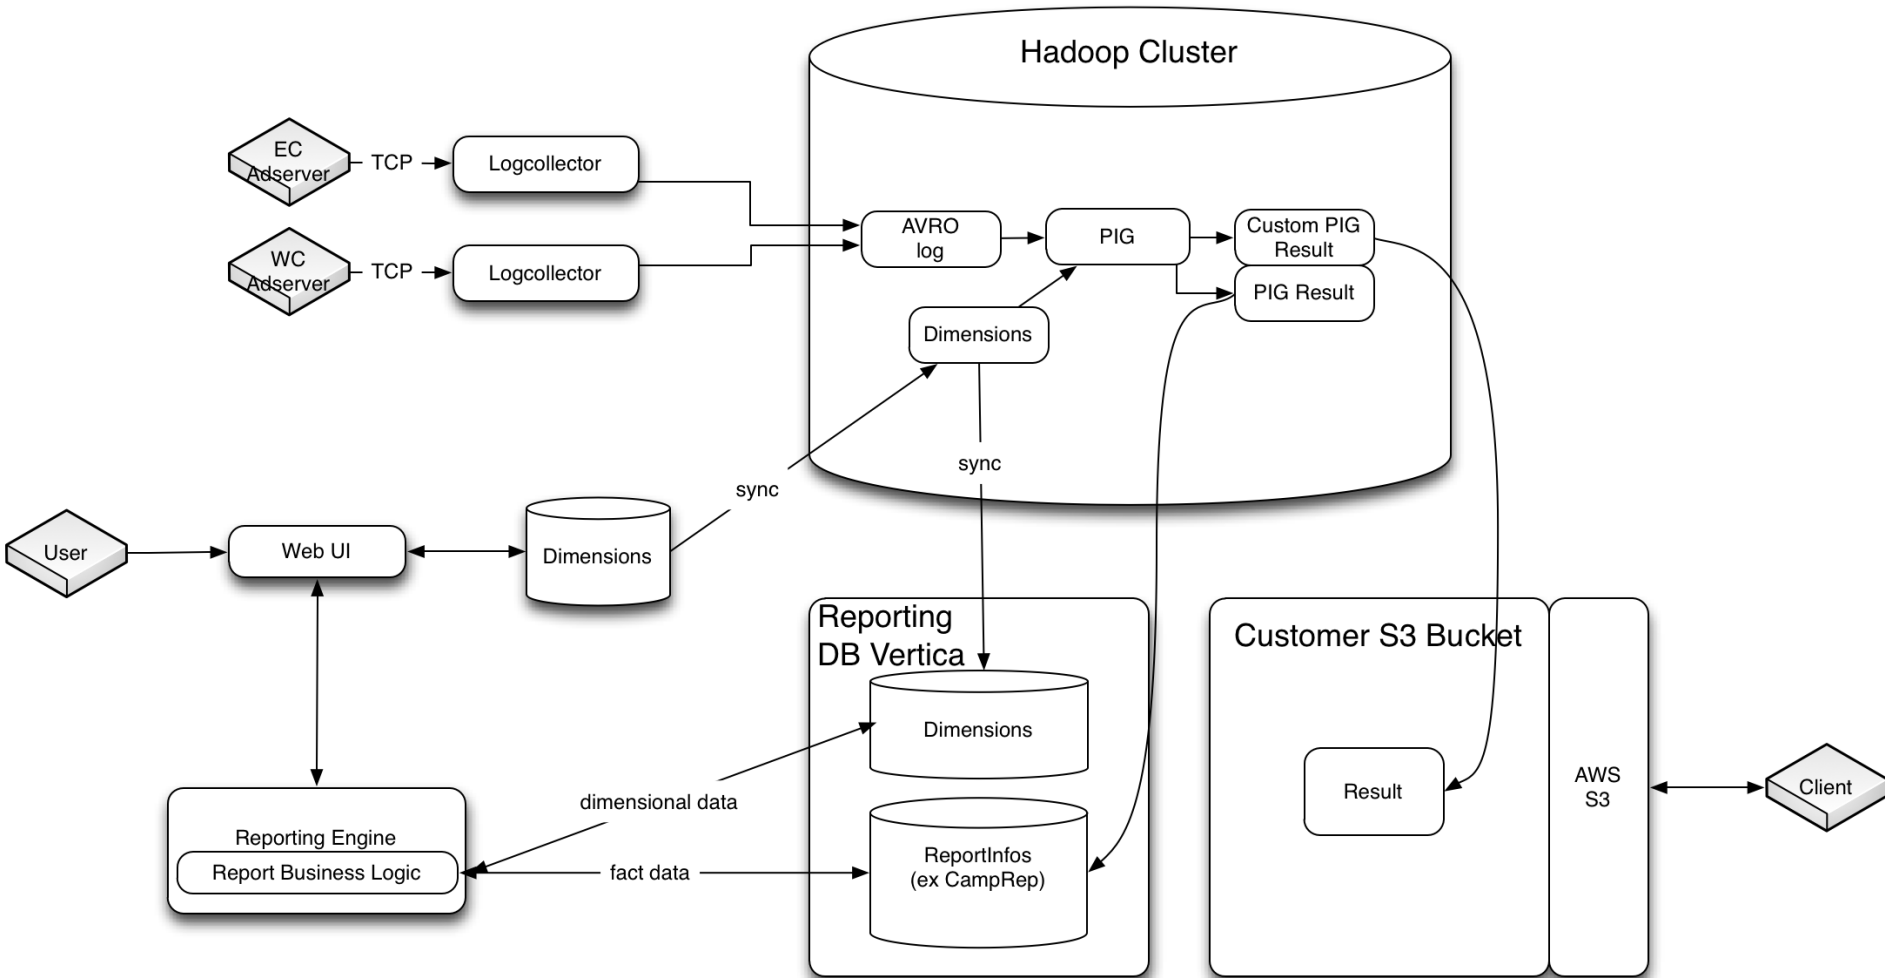 Hadoop Cluster
EC
Adserver
TCP
Logcollector
WC
Adserver
TCP
Logcollector
AVRO
log
PIG
Custom PIG
Result
PIG Result
Dimensions
sync
sync
User
Web UI
Dimensions
Reporting
DB Vertica
Dimensions
dimensional data
Reporting Engine
Report Business Logic
fact data
ReportInfos
(ex CampRep)
Customer S3 Bucket
Result
AWS
S3
Client